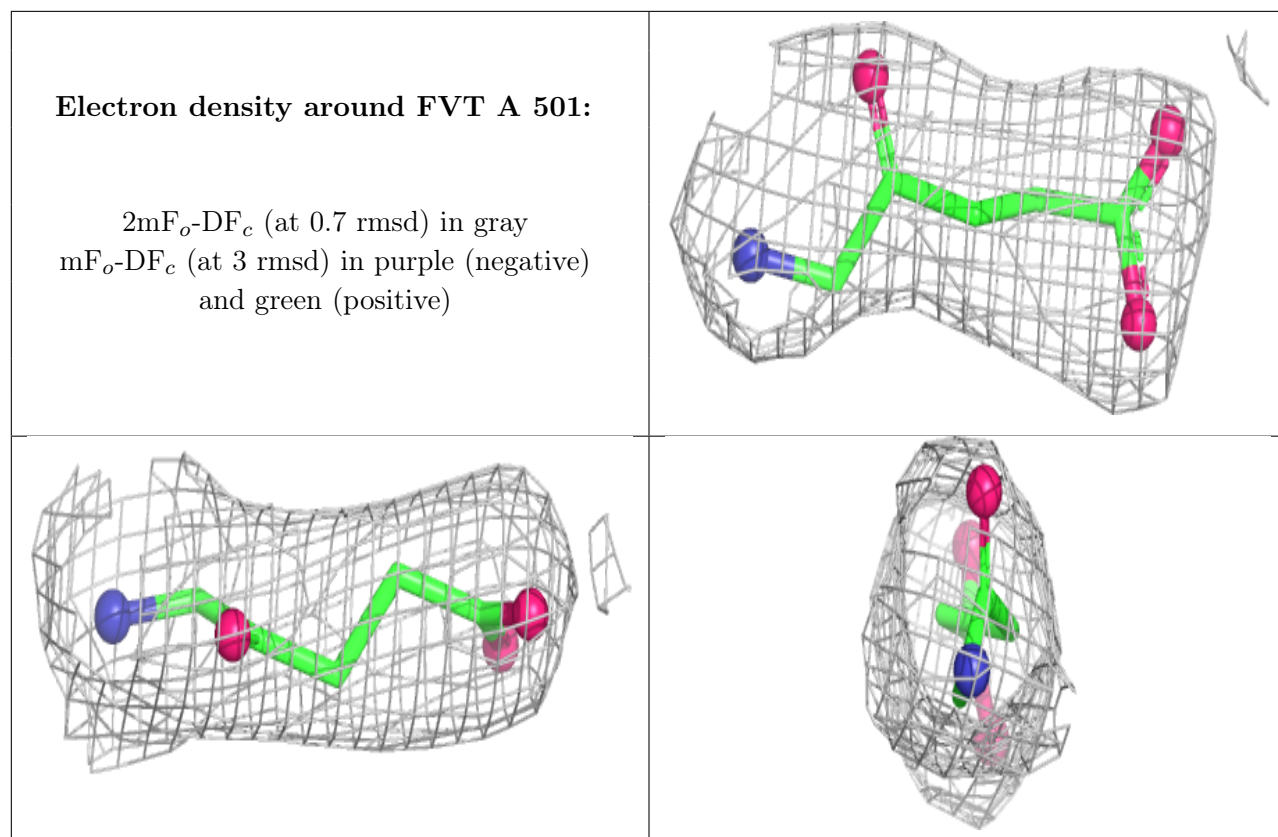 Electron density around FVT A 501:
2mFo-DFc (at 0.7 rmsd) in gray
mFo-DFc (at 3 rmsd) in purple (negative)
and green (positive)